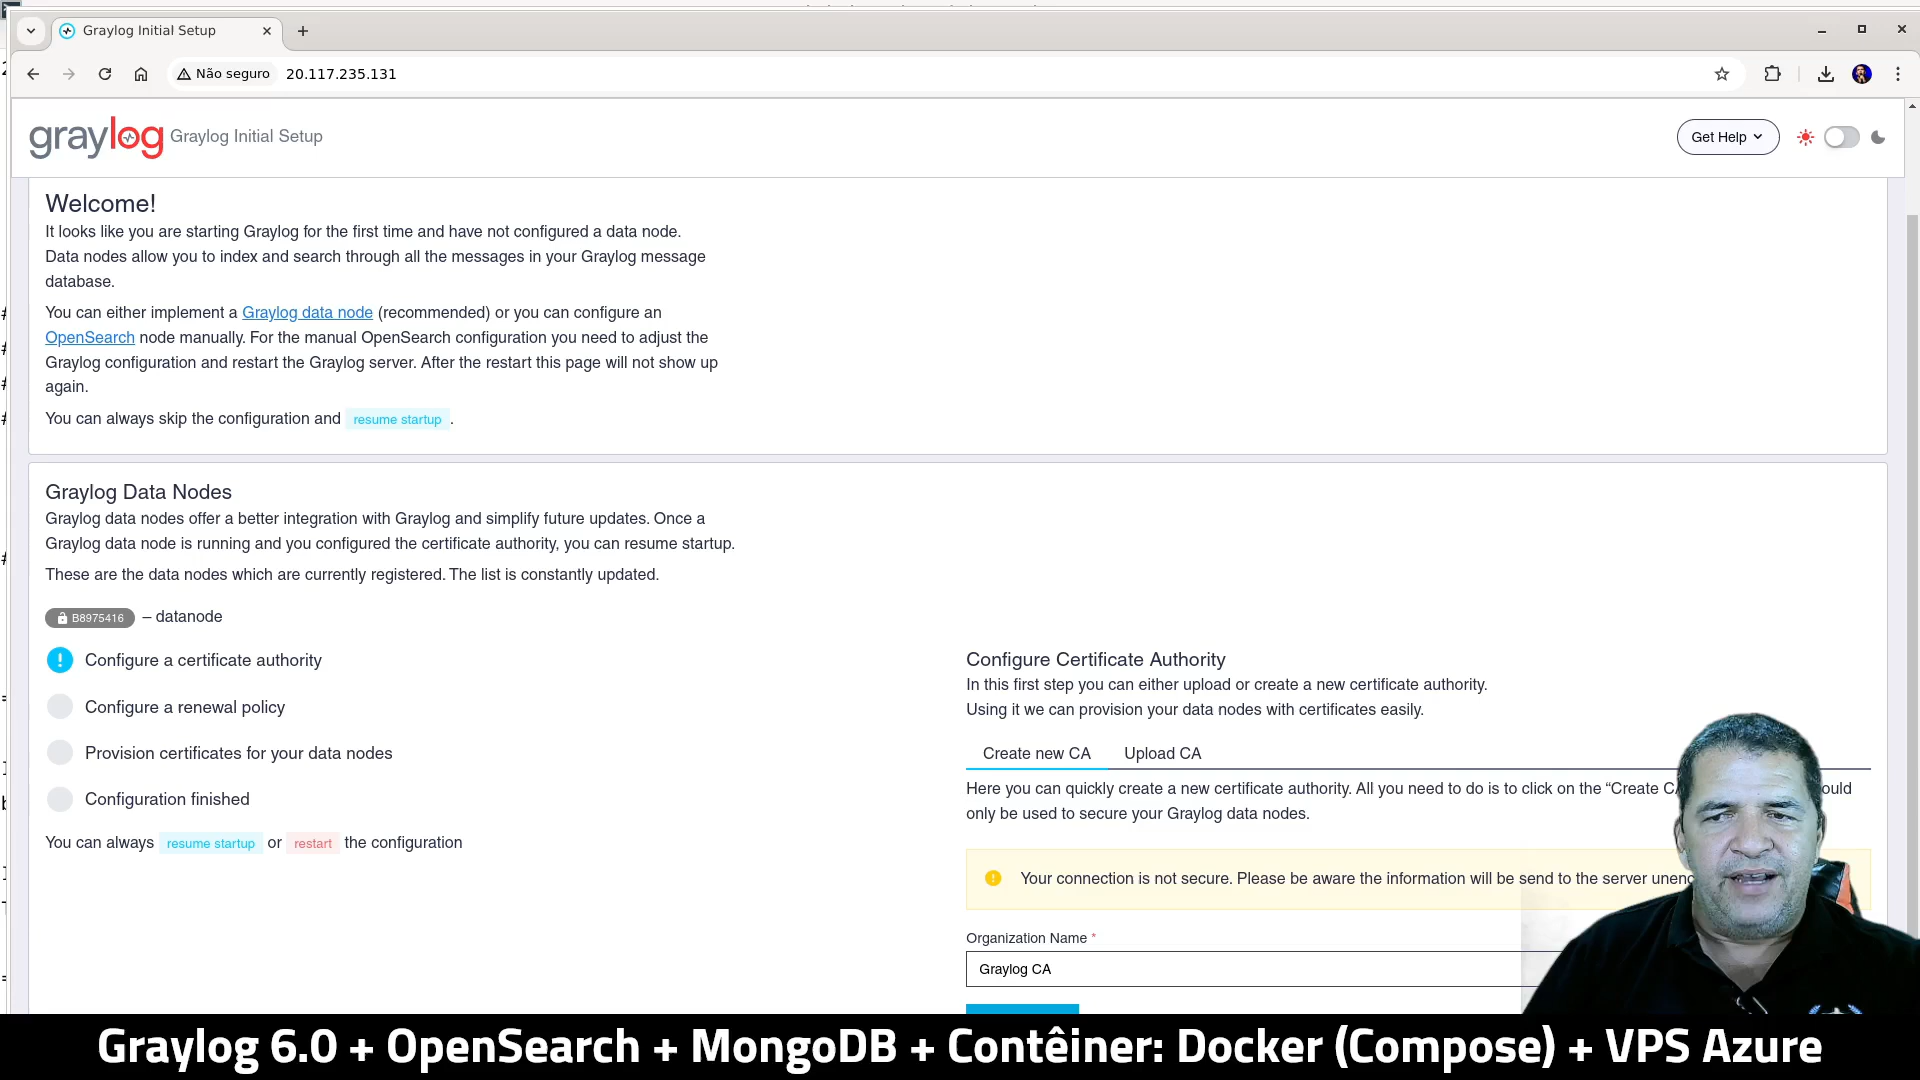 Graylog Initial Setup
Não seguro
20.117.235.131
graylog
Graylog Initial Setup
Get Help
Welcome!
It looks like you are starting Graylog for the first time and have not configured a data node.
Data nodes allow you to index and search through all the messages in your Graylog message
database.
You can either implement a Graylog data node (recommended) or you can configure an
OpenSearch node manually. For the manual OpenSearch configuration you need to adjust the
Graylog configuration and restart the Graylog server. After the restart this page will not show up
again.
You can always skip the configuration and resume startup.
Graylog Data Nodes
Graylog data nodes offer a better integration with Graylog and simplify future updates. Once a
Graylog data node is running and you configured the certificate authority, you can resume startup.
These are the data nodes which are currently registered. The list is constantly updated.
B8975416 – datanode
Configure a certificate authority
Configure a renewal policy
Provision certificates for your data nodes
Configuration finished
You can always resume startup or restart the configuration
Configure Certificate Authority
In this first step you can either upload or create a new certificate authority.
Using it we can provision your data nodes with certificates easily.
Create new CA
Upload CA
Here you can quickly create a new certificate authority. All you need to do is to click on the “Create
only be used to secure your Graylog data nodes.
Your connection is not secure. Please be aware the information will be send to the server
Organization Name *
Graylog CA
Graylog 6.0 + OpenSearch + MongoDB + Contêiner: Docker (Compose) + VPS Azure